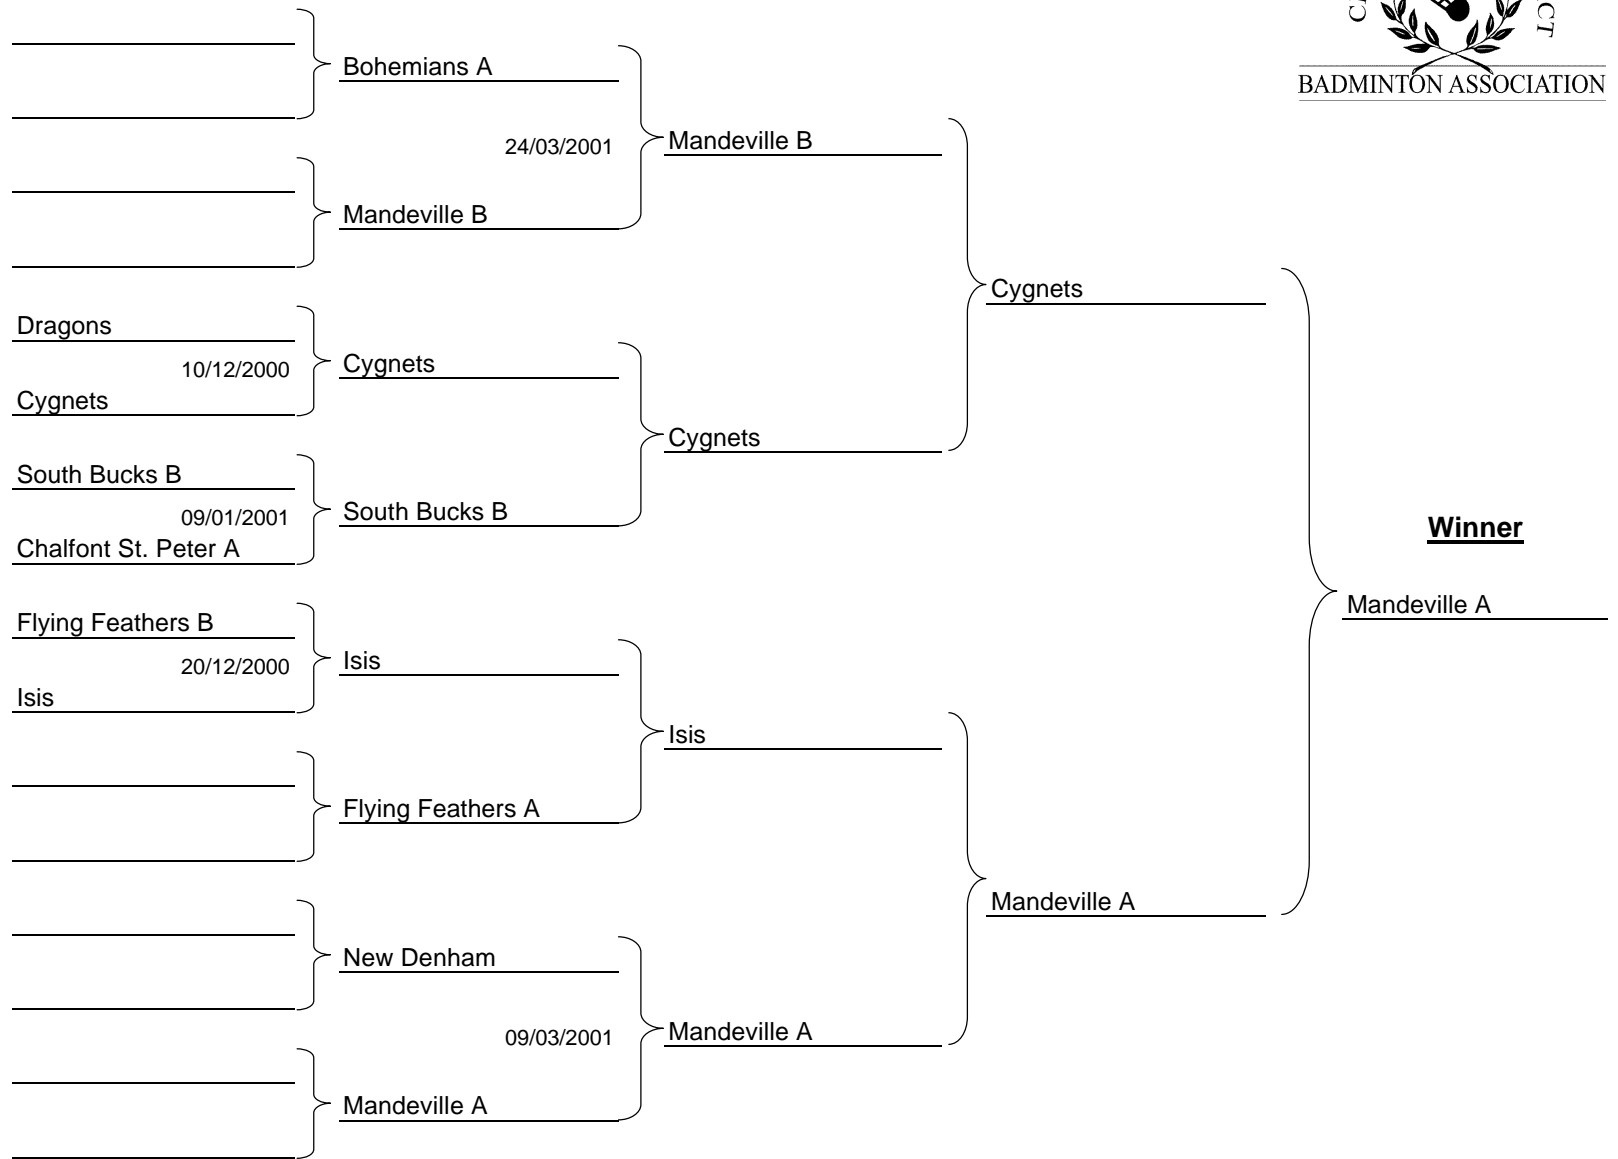 BADMINTON ASSOCIATION
Bohemians A
24/03/2001
Mandeville B
Mandeville B
Cygnets
Dragons
10/12/2000
Cygnets
Cygnets
Cygnets
South Bucks B
09/01/2001
South Bucks B
Chalfont St. Peter A
Winner
Mandeville A
Flying Feathers B
20/12/2000
Isis
Isis
Isis
Flying Feathers A
Mandeville A
New Denham
09/03/2001
Mandeville A
Mandeville A